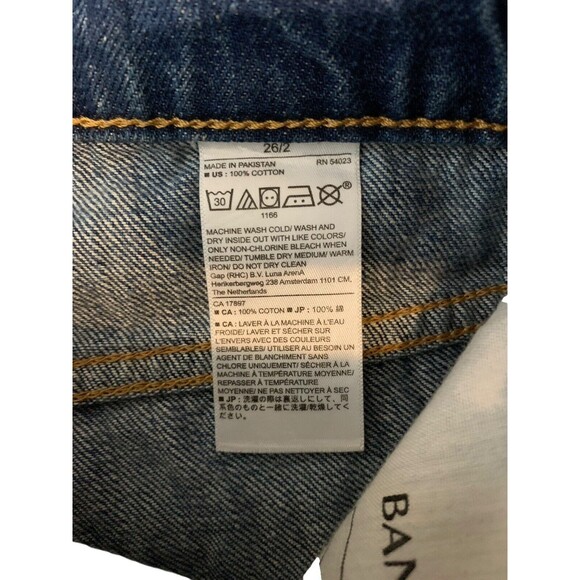 26/2
MADE IN PAKISTAN RN 54023
■ US : 100% COTTON
30 ®
1166
MACHINE WASH COLD/ WASH AND
DRY INSIDE OUT WITH LIKE COLORS/
ONLY NON-CHLORINE BLEACH WHEN
NEEDED/ TUMBLE DRY MEDIUM/ WARM
IRON/ DO NOT DRY CLEAN
Gap (RHC) B.V. Luna ArenA
Herikerbergweg 238 Amsterdam 1101 CM,
The Netherlands
CA 17897
■ CA : 100% COTON ■ JP : 100% 綿
■ CA : LAVER À LA MACHINE À L'EAU
FROIDE/ LAVER ET SÉCHER SUR
L'ENVERS AVEC DES COULEURS
SEMBLABLES/ UTILISER AU BESOIN UN
AGENT DE BLANCHIMENT SANS
CHLORE UNIQUEMENT/ SÉCHER À LA
MACHINE À TEMPÉRATURE MOYENNE/
REPASSER À TEMPÉRATURE
MOYENNE/ NE PAS NETTOYER À SEC
■ JP : 洗濯の際は裏返しにして、同
系色のものと一緒に洗濯/乾燥してく
ださい。
BAN